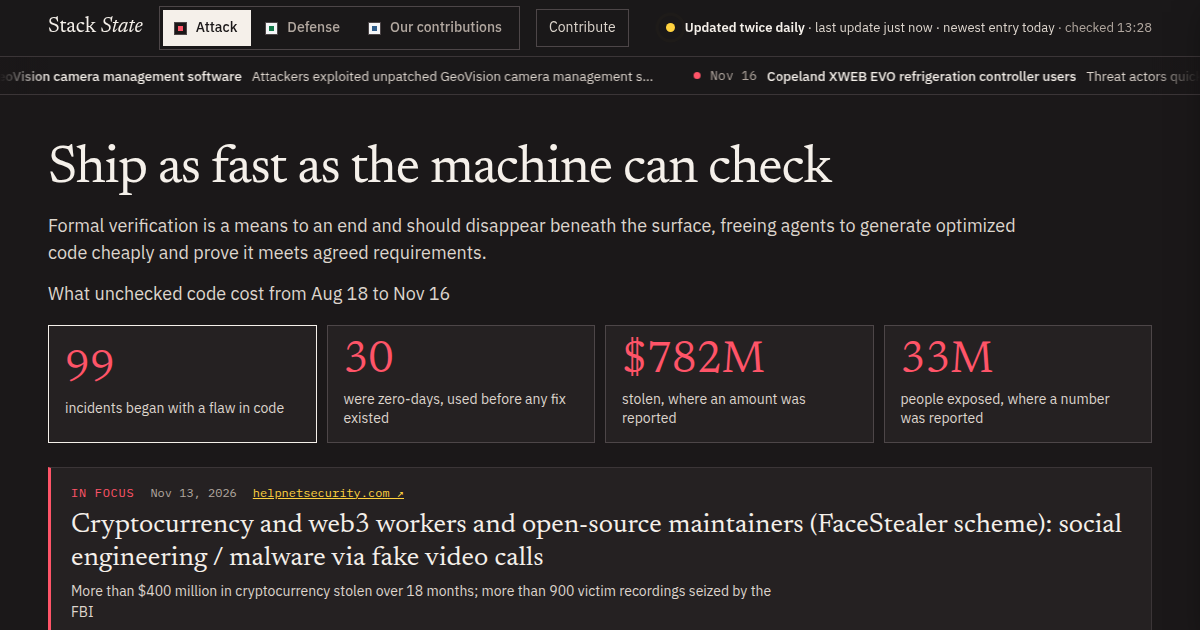 Stack State
Attack
Defense
Our contributions
Contribute
Updated twice daily · last update just now · newest entry today · checked 13:28
Vision camera management software Attackers exploited unpatched GeoVision camera management s...
Nov 16 Copeland XWEB EVO refrigeration controller users Threat actors
Ship as fast as the machine can check
Formal verification is a means to an end and should disappear beneath the surface, freeing agents to generate optimized
code cheaply and prove it meets agreed requirements.
What unchecked code cost from Aug 18 to Nov 16
99
incidents began with a flaw in code
30
were zero-days, used before any fix
existed
$782M
stolen, where an amount was
reported
33M
people exposed, where a number
was reported
IN FOCUS Nov 13, 2026 helpnetsecurity.com ↗
Cryptocurrency and web3 workers and open-source maintainers (FaceStealer scheme): social
engineering / malware via fake video calls
More than $400 million in cryptocurrency stolen over 18 months; more than 900 victim recordings seized by the
FBI